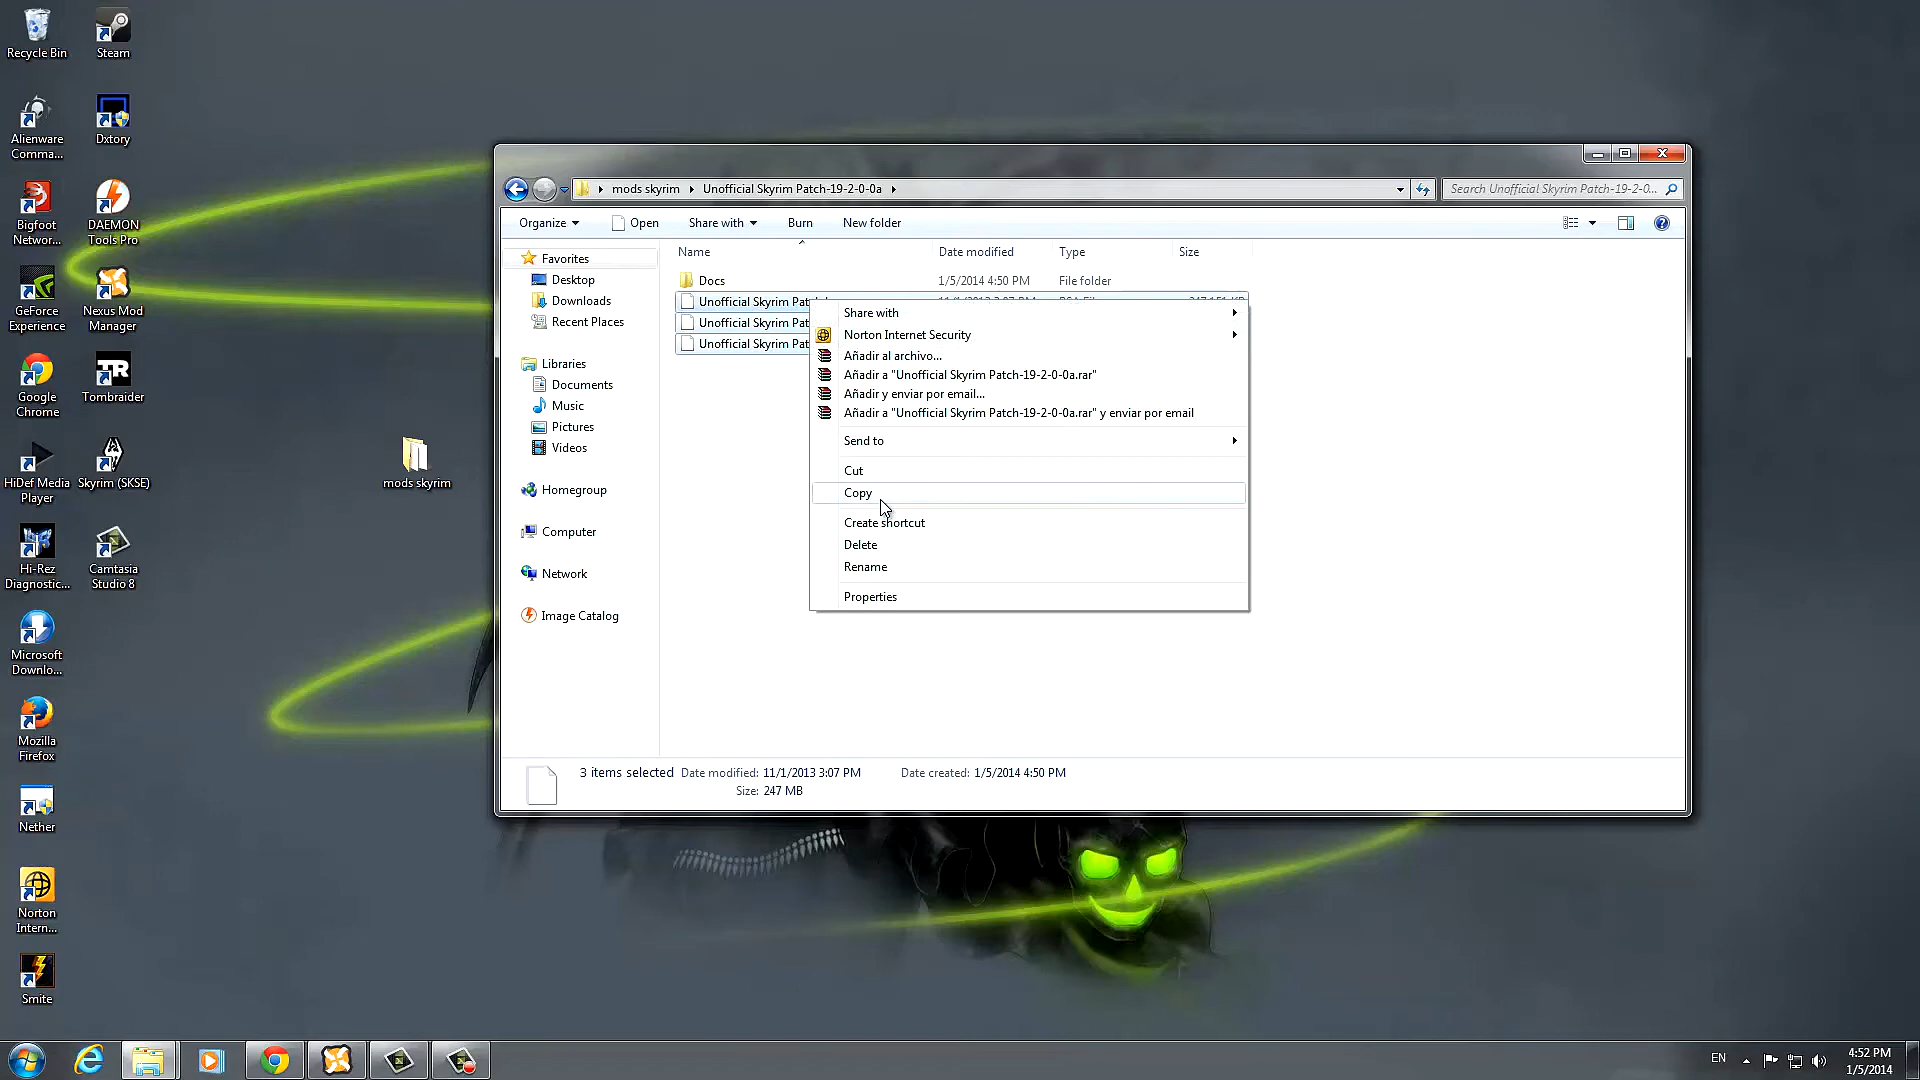 Recycle Bin
Steam
Alienware
Comma...
Dxtory
Bigfoot
Networ...
DAEMON
Tools Pro
GeForce
Experience
Nexus Mod
Manager
Google
Chrome
Tombraider
HiDef Media
Player
Skyrim (SKSE)
Hi-Rez
Diagnostic...
Camtasia
Studio 8
Microsoft
Downlo...
Mozilla
Firefox
Nether
Norton
Intern...
Smite
mods skyrim
mods skyrim
Unofficial Skyrim Patch-19-2-0-0a
Search Unofficial Skyrim Patch-19-2-0...
Organize
Open
Share with
Burn
New folder
Name
Date modified
Type
Size
Favorites
Desktop
Downloads
Recent Places
Libraries
Documents
Music
Pictures
Videos
Homegroup
Computer
Network
Image Catalog
Docs
1/5/2014 4:50 PM
File folder
Unofficial Skyrim Patch
Unofficial Skyrim Pat
Unofficial Skyrim Pat
Share with
Norton Internet Security
Añadir al archivo...
Añadir a "Unofficial Skyrim Patch-19-2-0-0a.rar"
Añadir y enviar por email...
Añadir a "Unofficial Skyrim Patch-19-2-0-0a.rar" y enviar por email
Send to
Cut
Copy
Create shortcut
Delete
Rename
Properties
3 items selected
Date modified: 11/1/2013 3:07 PM
Date created: 1/5/2014 4:50 PM
Size: 247 MB
EN
4:52 PM
1/5/2014